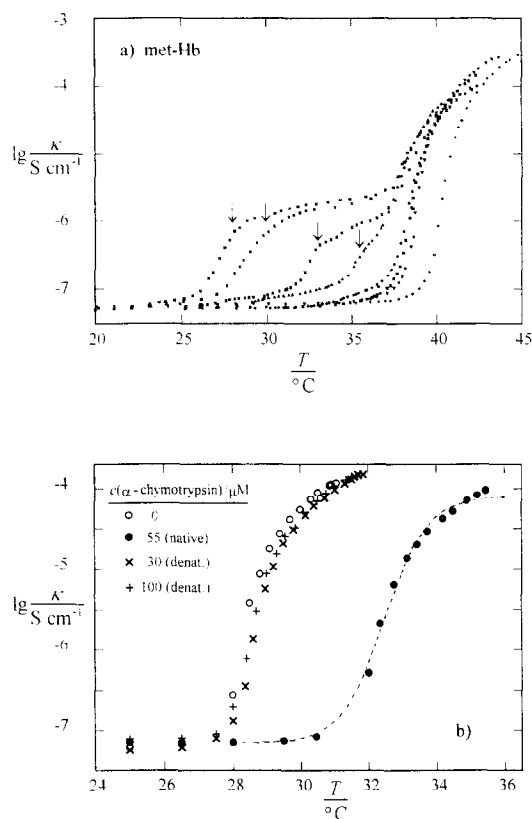 a) met-Hb
-3
-4
-5
-6
-7
lg κ / S cm⁻¹
20 25 30 35 40 45
T / °C
c(α-chymotrypsin) /μM
○ 0
● 55 (native)
× 30 (denat.)
+ 100 (denat.)
-4
-5
-6
-7
lg κ / S cm⁻¹
b)
24 26 28 30 32 34 36
T / °C